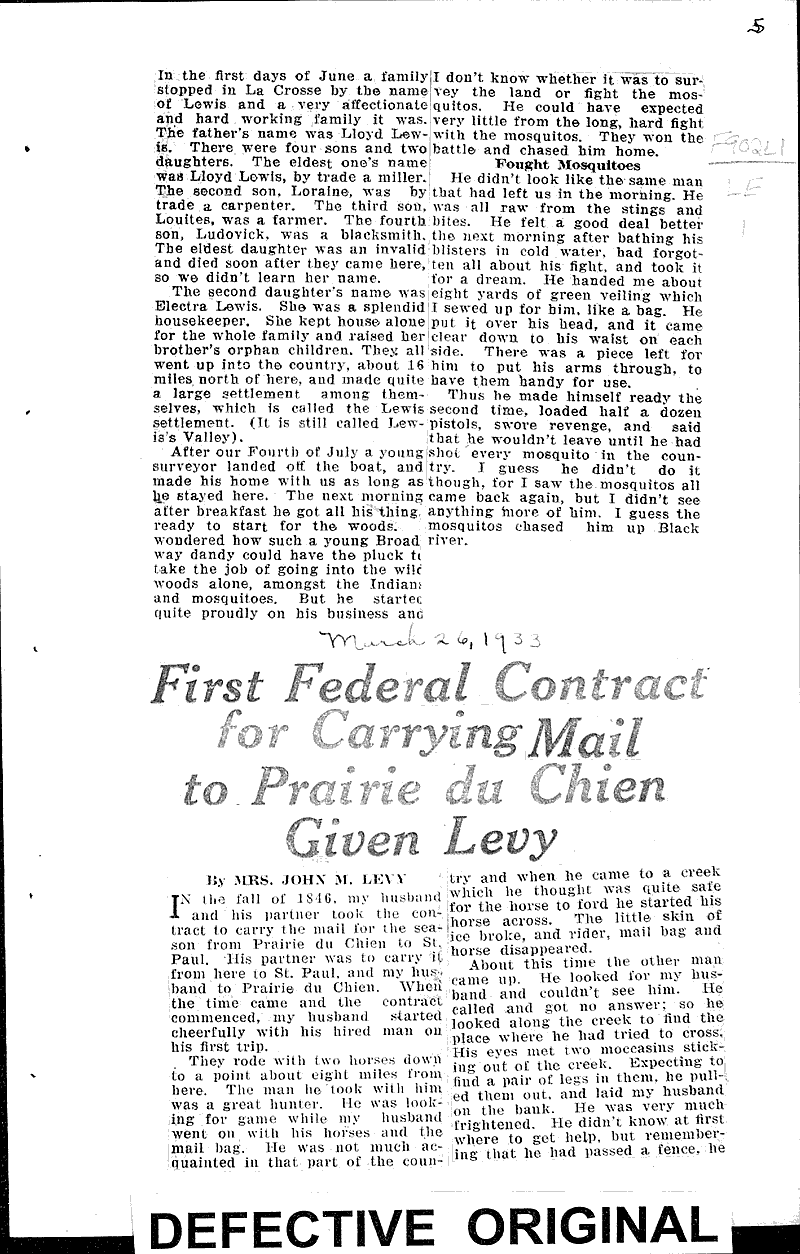 5
In the first days of June a family
stopped in La Crosse by the name
of Lewis and a very affectionate
and hard working family it was.
The father's name was Lloyd Lew-
is. There were four sons and two
daughters. The eldest one's name
was Lloyd Lewis, by trade a miller.
The second son, Loraine, was by
trade a carpenter. The third son,
Louites, was a farmer. The fourth
son, Ludovick, was a blacksmith.
The eldest daughter was an invalid
and died soon after they came here,
so we didn't learn her name.
The second daughter's name was
Electra Lewis. She was a splendid
housekeeper. She kept house alone
for the whole family and raised her
brother's orphan children. They all
went up into the country, about 16
miles north of here, and made quite
a large settlement among them-
selves, which is called the Lewis
settlement. (It is still called Lew-
is's Valley).
After our Fourth of July a young
surveyor landed off the boat, and
made his home with us as long as
he stayed here. The next morning
after breakfast he got all his thing
ready to start for the woods.
wondered how such a young Broad
way dandy could have the pluck t
take the job of going into the wild
woods alone, amongst the Indians
and mosquitoes. But he started
quite proudly on his business and
I don't know whether it was to sur-
vey the land or fight the mos-
quitos. He could have expected
very little from the long, hard fight
with the mosquitos. They won the
battle and chased him home.
Fought Mosquitoes
He didn't look like the same man
that had left us in the morning. He
was all raw from the stings and
bites. He felt a good deal better
the next morning after bathing his
blisters in cold water, had forgot-
ten all about his fight, and took it
for a dream. He handed me about
eight yards of green veiling which
I sewed up for him, like a bag. He
put it over his head, and it came
clear down to his waist on each
side. There was a piece left for
him to put his arms through, to
have them handy for use.
Thus he made himself ready the
second time, loaded half a dozen
pistols, swore revenge, and said
that he wouldn't leave until he had
shot every mosquito in the coun-
try. I guess he didn't do it
though, for I saw the mosquitos all
came back again, but I didn't see
anything more of him. I guess the
mosquitos chased him up Black
river.
F902L1
LE
March 26, 1933
First Federal Contract
for Carrying Mail
to Prairie du Chien
Given Levy
By MRS. JOHN M. LEVY
IN the fall of 1846, my husband
and his partner took the con-
tract to carry the mail for the sea-
son from Prairie du Chien to St.
Paul. His partner was to carry it
from here to St. Paul, and my hus-
band to Prairie du Chien. When
the time came and the contract
commenced, my husband started
cheerfully with his hired man on
his first trip.
They rode with two horses down
to a point about eight miles from
here. The man he took with him
was a great hunter. He was look-
ing for game while my husband
went on with his horses and the
mail bag. He was not much ac-
quainted in that part of the coun-
try and when he came to a creek
which he thought was quite safe
for the horse to ford he started his
horse across. The little skin of
ice broke, and rider, mail bag and
horse disappeared.
About this time the other man
came up. He looked for my hus-
band and couldn't see him. He
called and got no answer; so he
looked along the creek to find the
place where he had tried to cross.
His eyes met two moccasins stick-
ing out of the creek. Expecting to
find a pair of legs in them, he pull-
ed them out, and laid my husband
on the bank. He was very much
frightened. He didn't know at first
where to get help, but remember-
ing that he had passed a fence, he
DEFECTIVE ORIGINAL